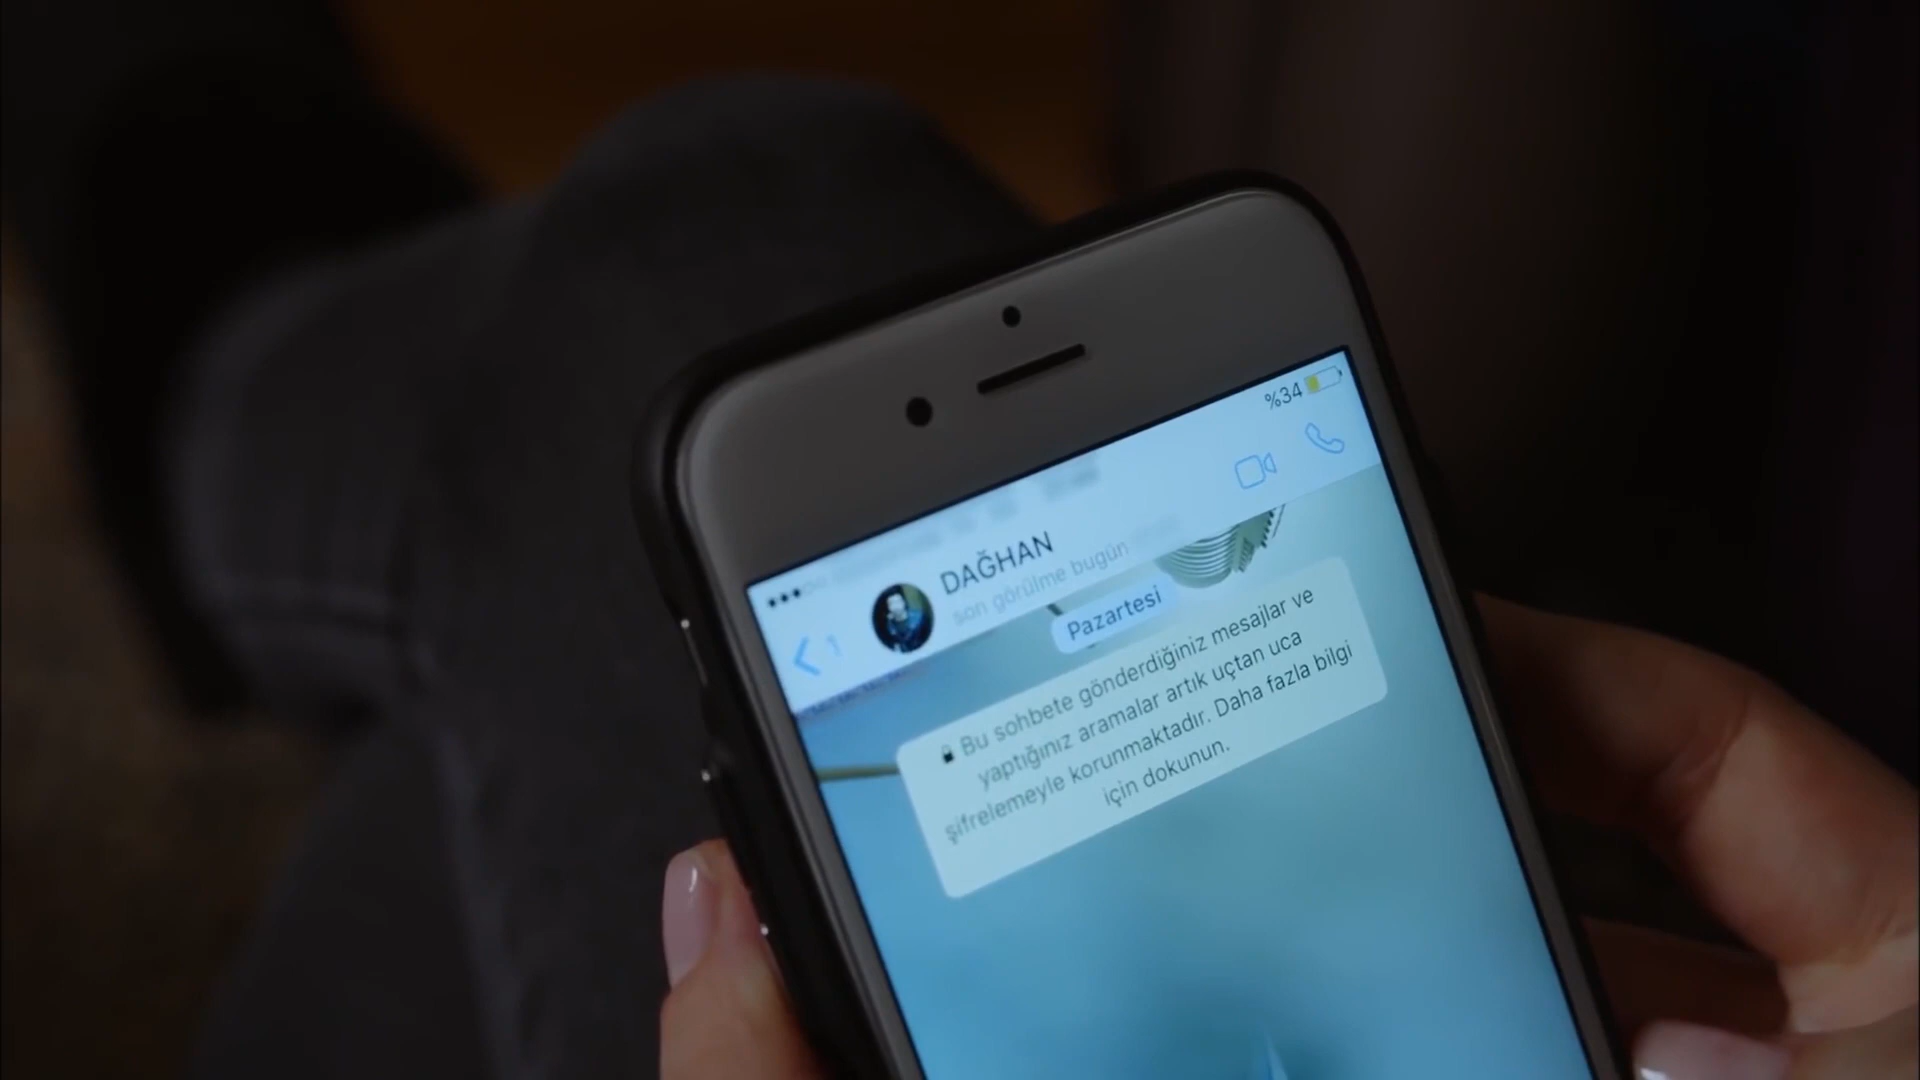 %34
1
DAĞHAN
son görülme bugün
Pazartesi
Bu sohbete gönderdiğiniz mesajlar ve
yaptığınız aramalar artık uçtan uca
şifrelemeyle korunmaktadır. Daha fazla bilgi
için dokunun.